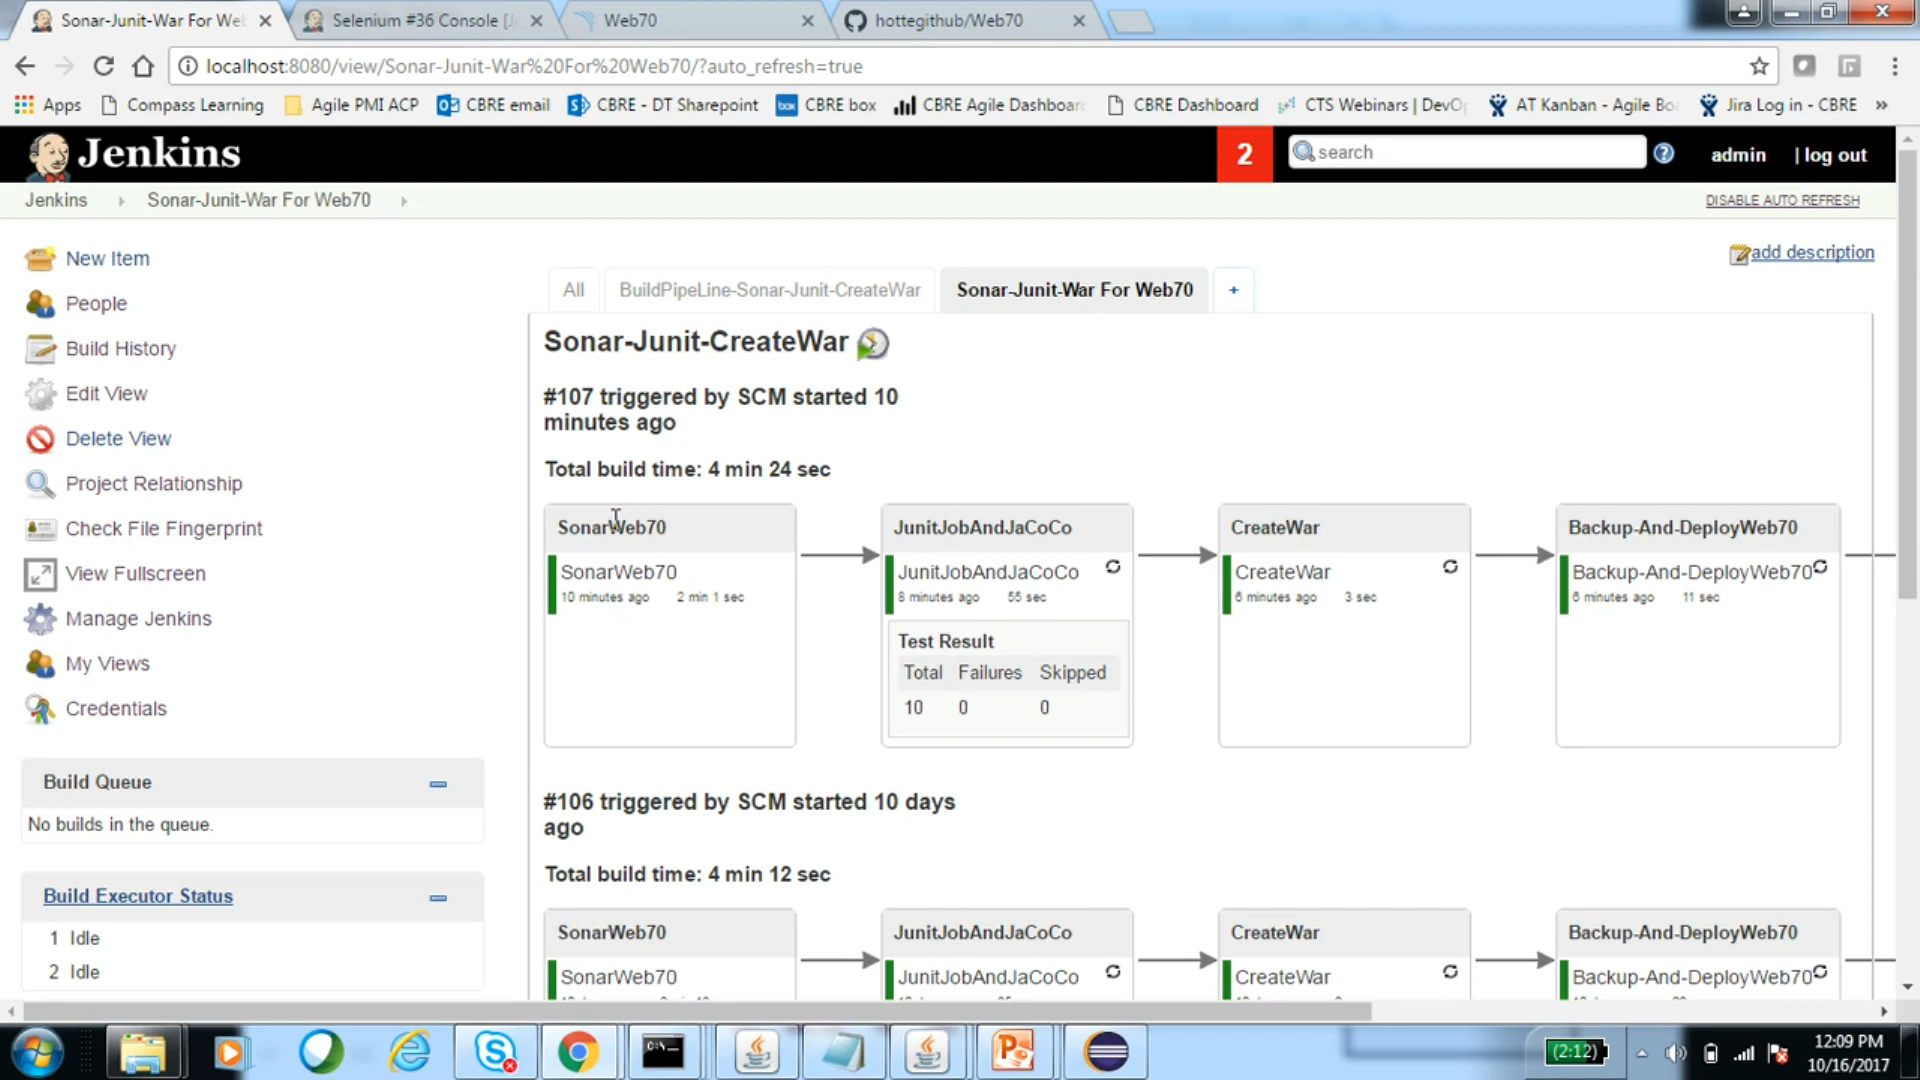 Sonar-Junit-War For Web
Selenium #36 Console [J
Web70
hottegithub/Web70
localhost:8080/view/Sonar-Junit-War%20For%20Web70/?auto_refresh=true
Apps
Compass Learning
Agile PMI ACP
CBRE email
CBRE - DT Sharepoint
CBRE box
CBRE Agile Dashboar
CBRE Dashboard
CTS Webinars | DevO
AT Kanban - Agile Bo
Jira Log in - CBRE
»
Jenkins
2
search
admin
| log out
Jenkins
Sonar-Junit-War For Web70
DISABLE AUTO REFRESH
New Item
People
Build History
Edit View
Delete View
Project Relationship
Check File Fingerprint
View Fullscreen
Manage Jenkins
My Views
Credentials
Build Queue
No builds in the queue.
Build Executor Status
1 Idle
2 Idle
add description
All
BuildPipeLine-Sonar-Junit-CreateWar
Sonar-Junit-War For Web70
+
Sonar-Junit-CreateWar
#107 triggered by SCM started 10
minutes ago
Total build time: 4 min 24 sec
SonarWeb70
SonarWeb70
10 minutes ago 2 min 1 sec
JunitJobAndJaCoCo
JunitJobAndJaCoCo
8 minutes ago 55 sec
Test Result
Total Failures Skipped
10 0 0
CreateWar
CreateWar
6 minutes ago 3 sec
Backup-And-DeployWeb70
Backup-And-DeployWeb70
6 minutes ago 11 sec
#106 triggered by SCM started 10 days
ago
Total build time: 4 min 12 sec
SonarWeb70
SonarWeb70
JunitJobAndJaCoCo
JunitJobAndJaCoCo
CreateWar
CreateWar
Backup-And-DeployWeb70
Backup-And-DeployWeb70
(2:12)
12:09 PM
10/16/2017